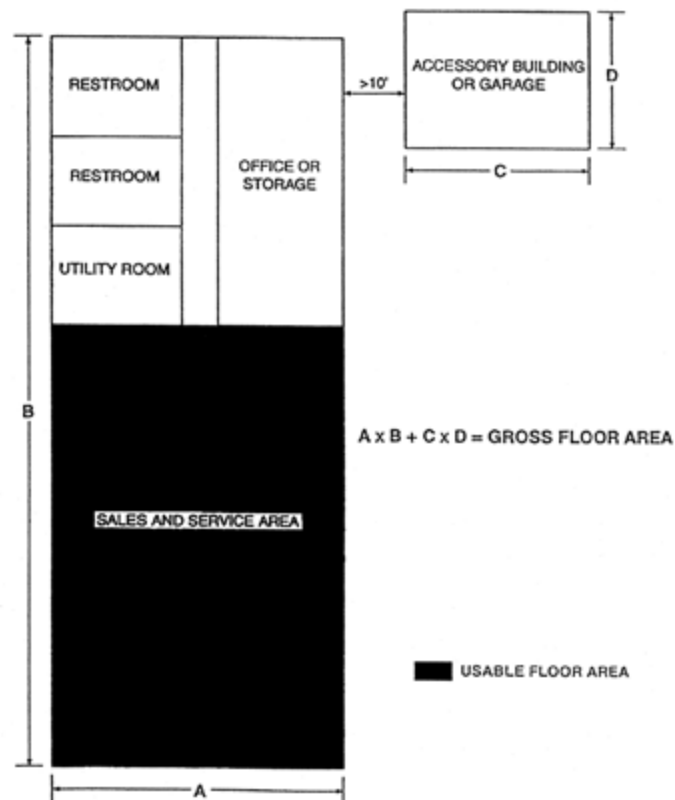 RESTROOM
RESTROOM
UTILITY ROOM
OFFICE OR
STORAGE
>10'
ACCESSORY BUILDING
OR GARAGE
D
C
B
A x B + C x D = GROSS FLOOR AREA
SALES AND SERVICE AREA
USABLE FLOOR AREA
A